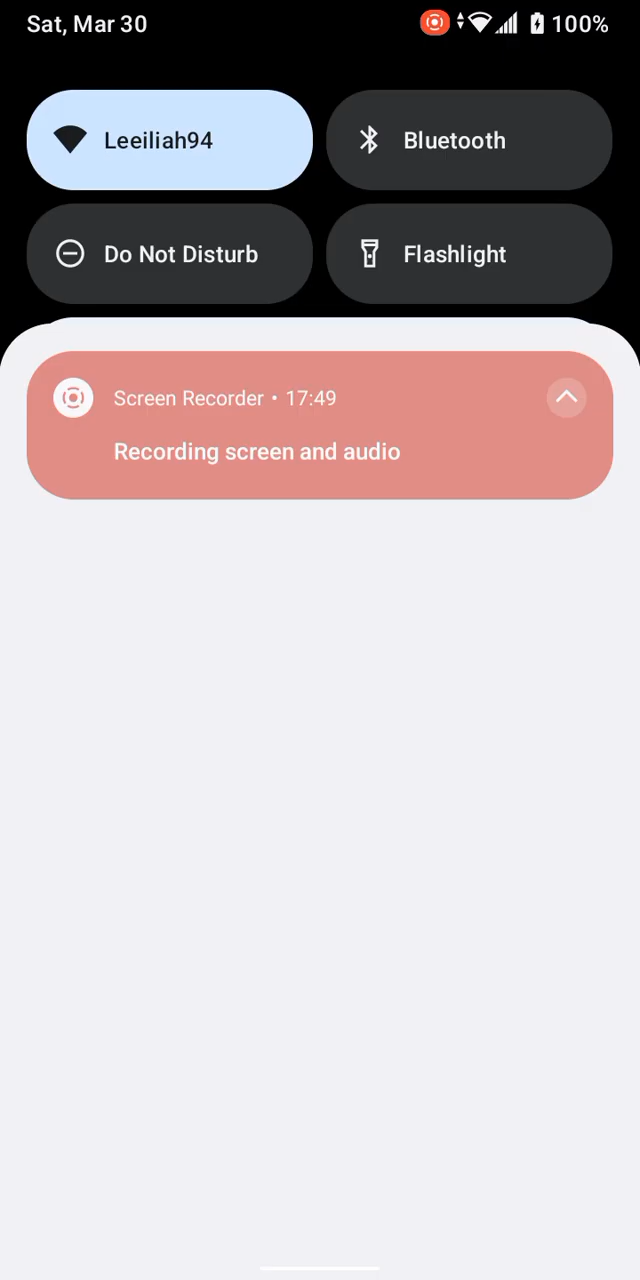 Sat, Mar 30 100%
Leeiliah94 Bluetooth
Do Not Disturb Flashlight
Screen Recorder • 17:49
Recording screen and audio